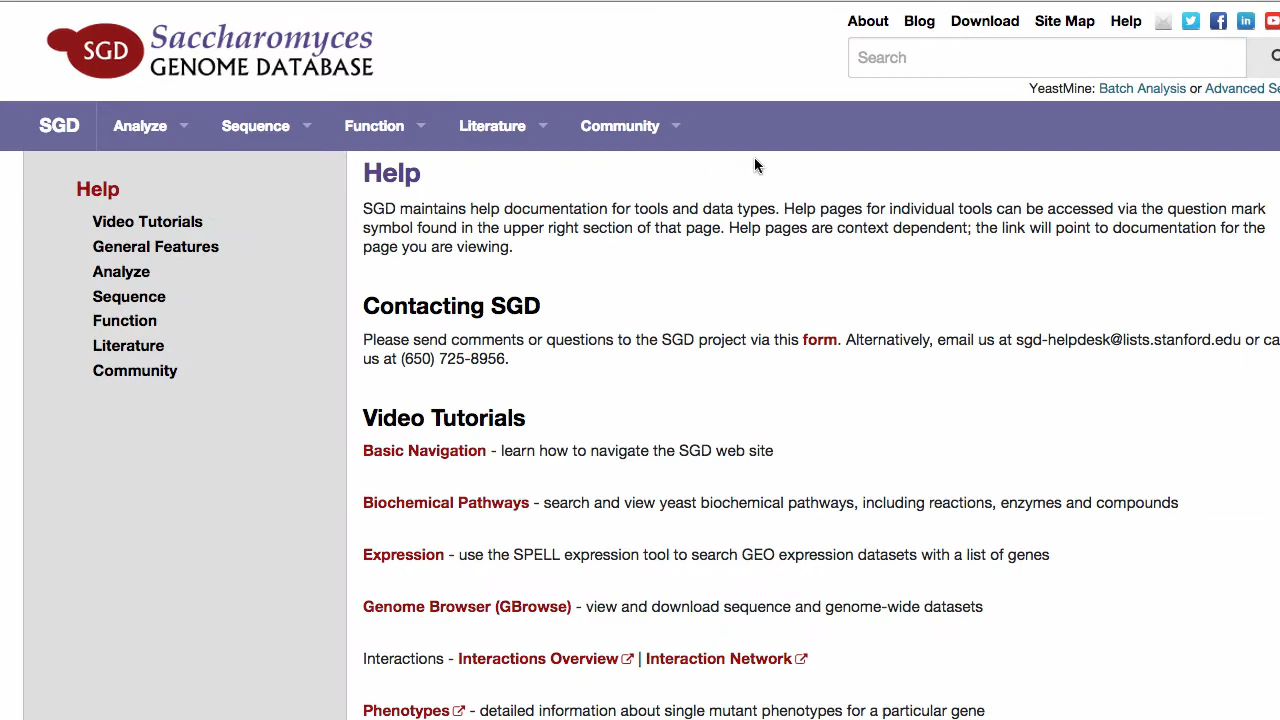 SGD Saccharomyces
GENOME DATABASE
About Blog Download Site Map Help
Search
YeastMine: Batch Analysis or Advanced
SGD Analyze Sequence Function Literature Community
Help
Video Tutorials
General Features
Analyze
Sequence
Function
Literature
Community
Help
SGD maintains help documentation for tools and data types. Help pages for individual tools can be accessed via the question mark
symbol found in the upper right section of that page. Help pages are context dependent; the link will point to documentation for the
page you are viewing.
Contacting SGD
Please send comments or questions to the SGD project via this form. Alternatively, email us at sgd-helpdesk@lists.stanford.edu or
us at (650) 725-8956.
Video Tutorials
Basic Navigation - learn how to navigate the SGD web site
Biochemical Pathways - search and view yeast biochemical pathways, including reactions, enzymes and compounds
Expression - use the SPELL expression tool to search GEO expression datasets with a list of genes
Genome Browser (GBrowse) - view and download sequence and genome-wide datasets
Interactions - Interactions Overview | Interaction Network
Phenotypes - detailed information about single mutant phenotypes for a particular gene